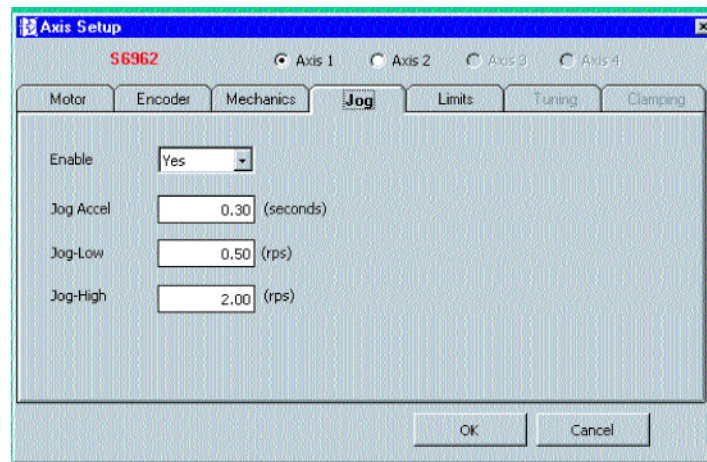 Axis Setup
S6962 Axis 1 Axis 2 Axis 3 Axis 4
Motor Encoder Mechanics Jog Limits Tuning Clamping
Enable Yes
Jog Accel 0.30 (seconds)
Jog-Low 0.50 (rps)
Jog-High 2.00 (rps)
OK Cancel